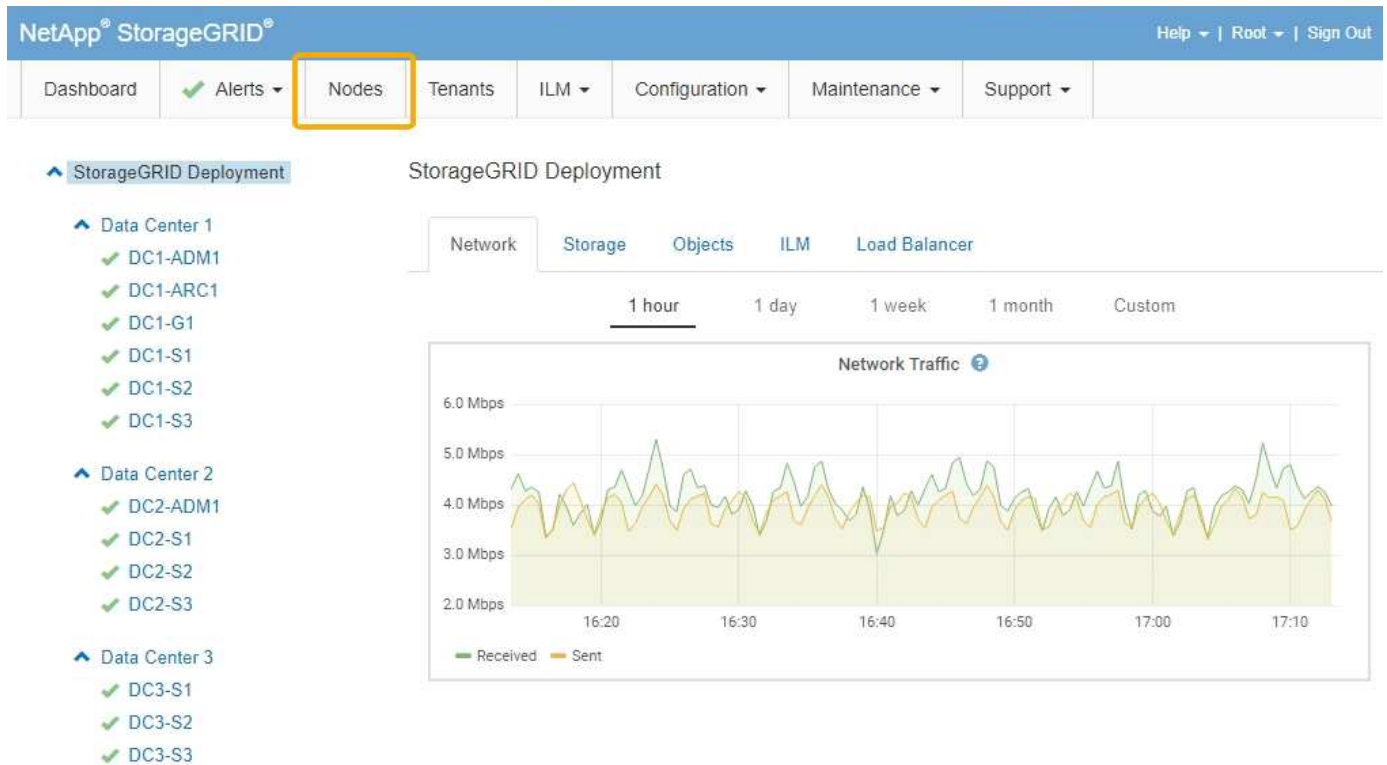 NetApp® StorageGRID®
Help | Root | Sign Out
Dashboard Alerts Nodes Tenants ILM Configuration Maintenance Support
StorageGRID Deployment
Data Center 1
DC1-ADM1
DC1-ARC1
DC1-G1
DC1-S1
DC1-S2
DC1-S3
Data Center 2
DC2-ADM1
DC2-S1
DC2-S2
DC2-S3
Data Center 3
DC3-S1
DC3-S2
DC3-S3
StorageGRID Deployment
Network Storage Objects ILM Load Balancer
1 hour 1 day 1 week 1 month Custom
Network Traffic ?
6.0 Mbps
5.0 Mbps
4.0 Mbps
3.0 Mbps
2.0 Mbps
16:20 16:30 16:40 16:50 17:00 17:10
Received Sent